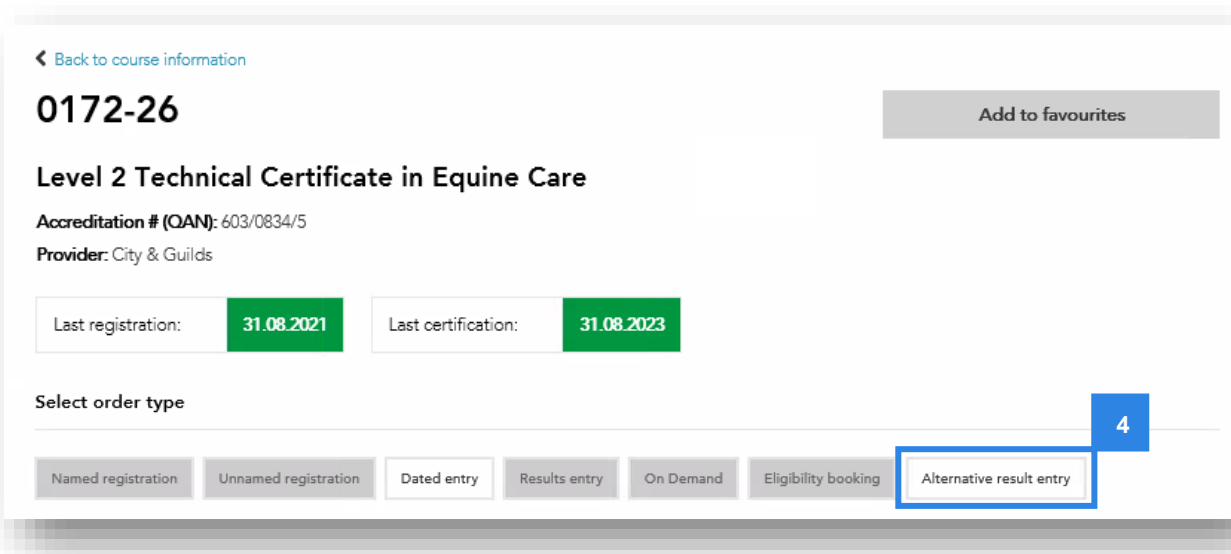 Back to course information
0172-26
Add to favourites
Level 2 Technical Certificate in Equine Care
Accreditation # (QAN): 603/0834/5
Provider: City & Guilds
Last registration: 31.08.2021 Last certification: 31.08.2023
Select order type
4
Named registration Unnamed registration Dated entry Results entry On Demand Eligibility booking Alternative result entry